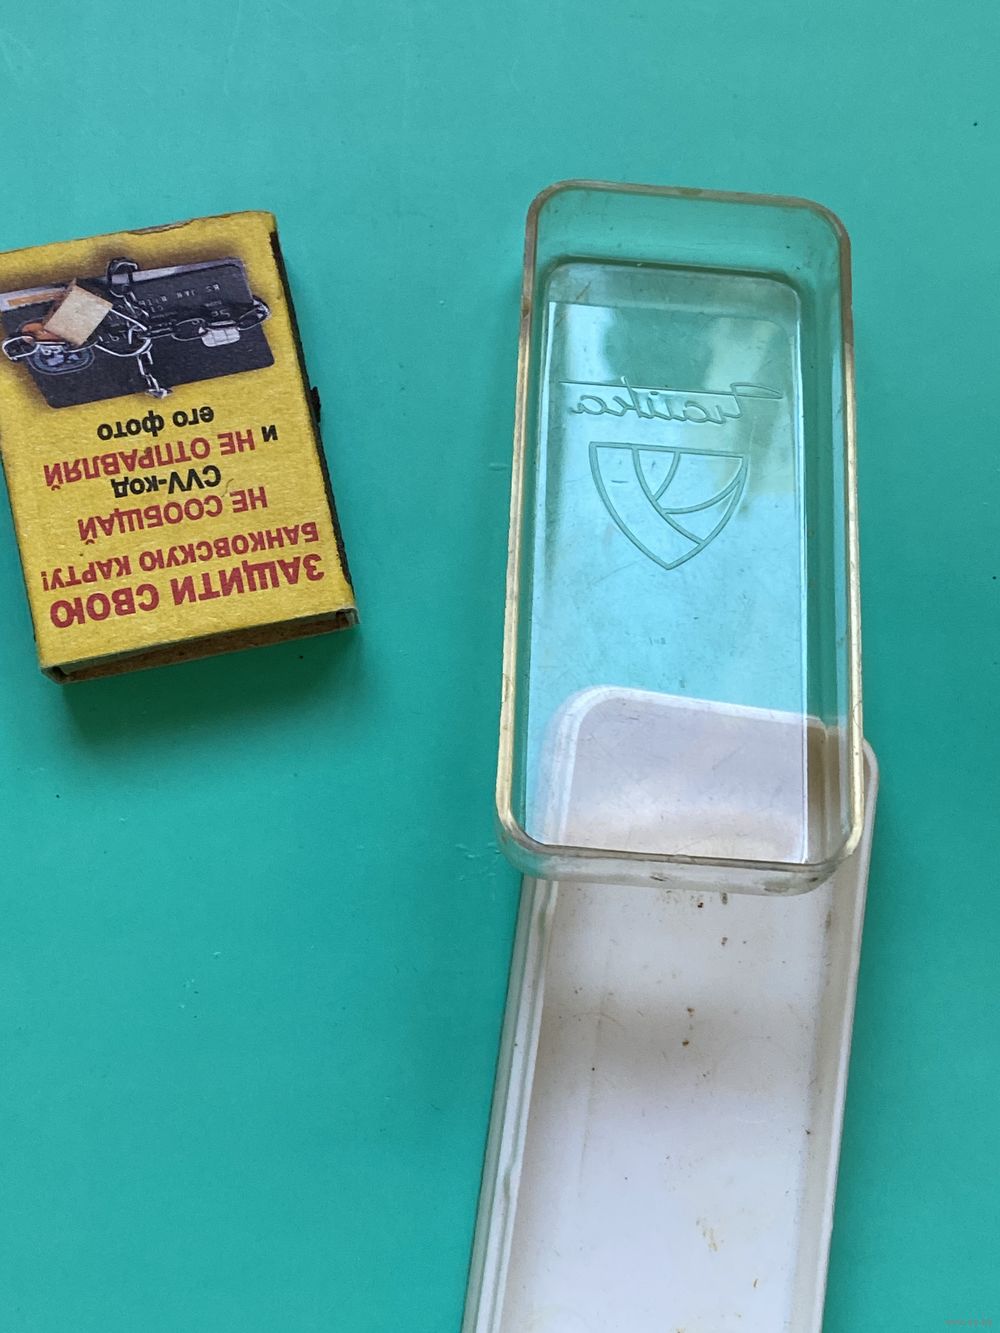 ЗАЩИТИ СВОЮ
БАНКОВСКУЮ КАРТУ!
НЕ СООБЩАЙ
CVV-код
и НЕ ОТПРАВЛЯЙ
его фото
Чайка